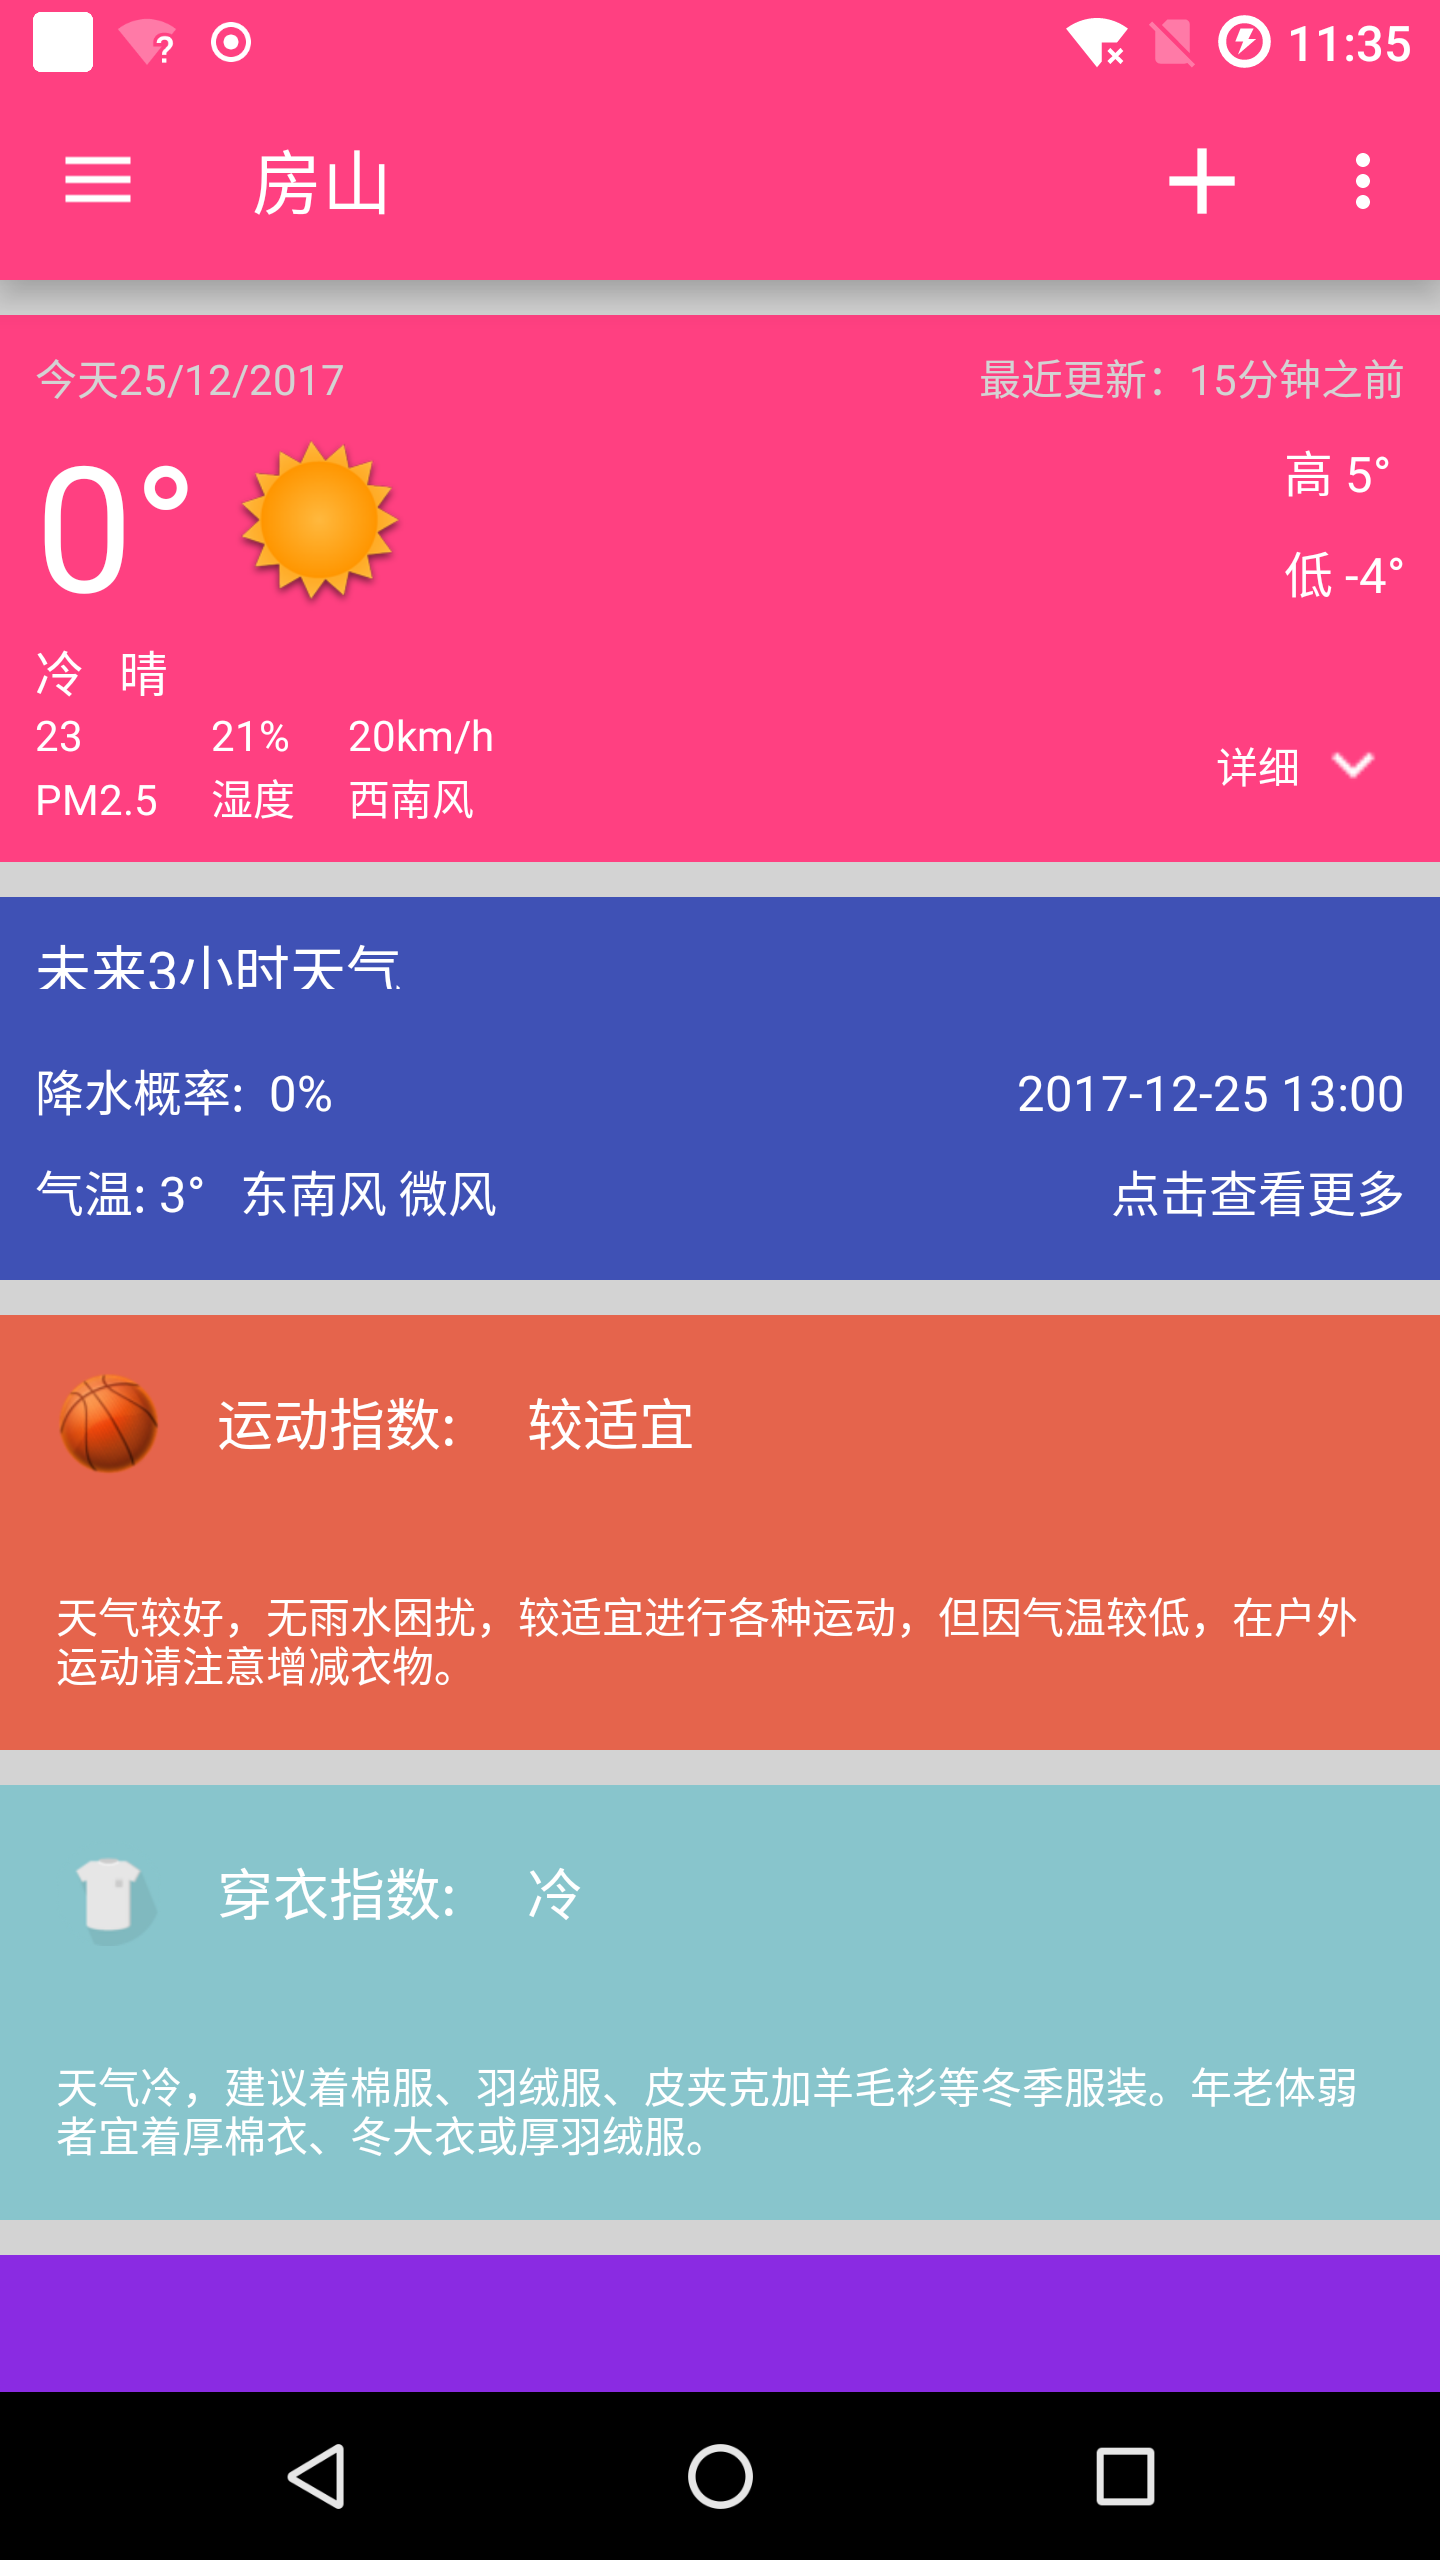 11:35
房山
今天25/12/2017
最近更新：15分钟之前
0°
高 5°
低 -4°
冷 晴
23 21% 20km/h
PM2.5 湿度 西南风
详细
未来3小时天气
降水概率: 0%
2017-12-25 13:00
气温: 3° 东南风 微风
点击查看更多
运动指数: 较适宜
天气较好，无雨水困扰，较适宜进行各种运动，但因气温较低，在户外
运动请注意增减衣物。
穿衣指数: 冷
天气冷，建议着棉服、羽绒服、皮夹克加羊毛衫等冬季服装。年老体弱
者宜着厚棉衣、冬大衣或厚羽绒服。